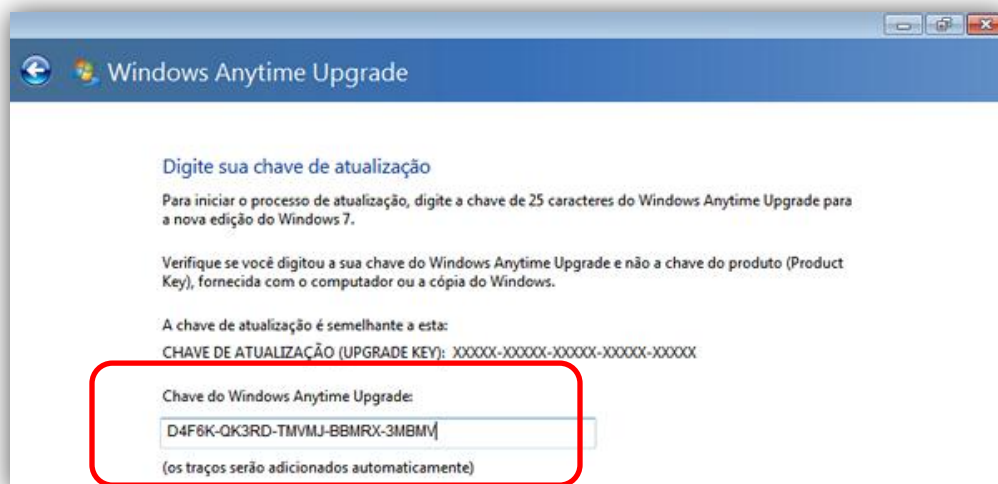 Windows Anytime Upgrade
Digite sua chave de atualização
Para iniciar o processo de atualização, digite a chave de 25 caracteres do Windows Anytime Upgrade para
a nova edição do Windows 7.
Verifique se você digitou a sua chave do Windows Anytime Upgrade e não a chave do produto (Product
Key), fornecida com o computador ou a cópia do Windows.
A chave de atualização é semelhante a esta:
CHAVE DE ATUALIZAÇÃO (UPGRADE KEY): XXXXX-XXXXX-XXXXX-XXXXX-XXXXX
Chave do Windows Anytime Upgrade:
D4F6K-QK3RD-TMVMJ-BBMRX-3MBMV
(os traços serão adicionados automaticamente)